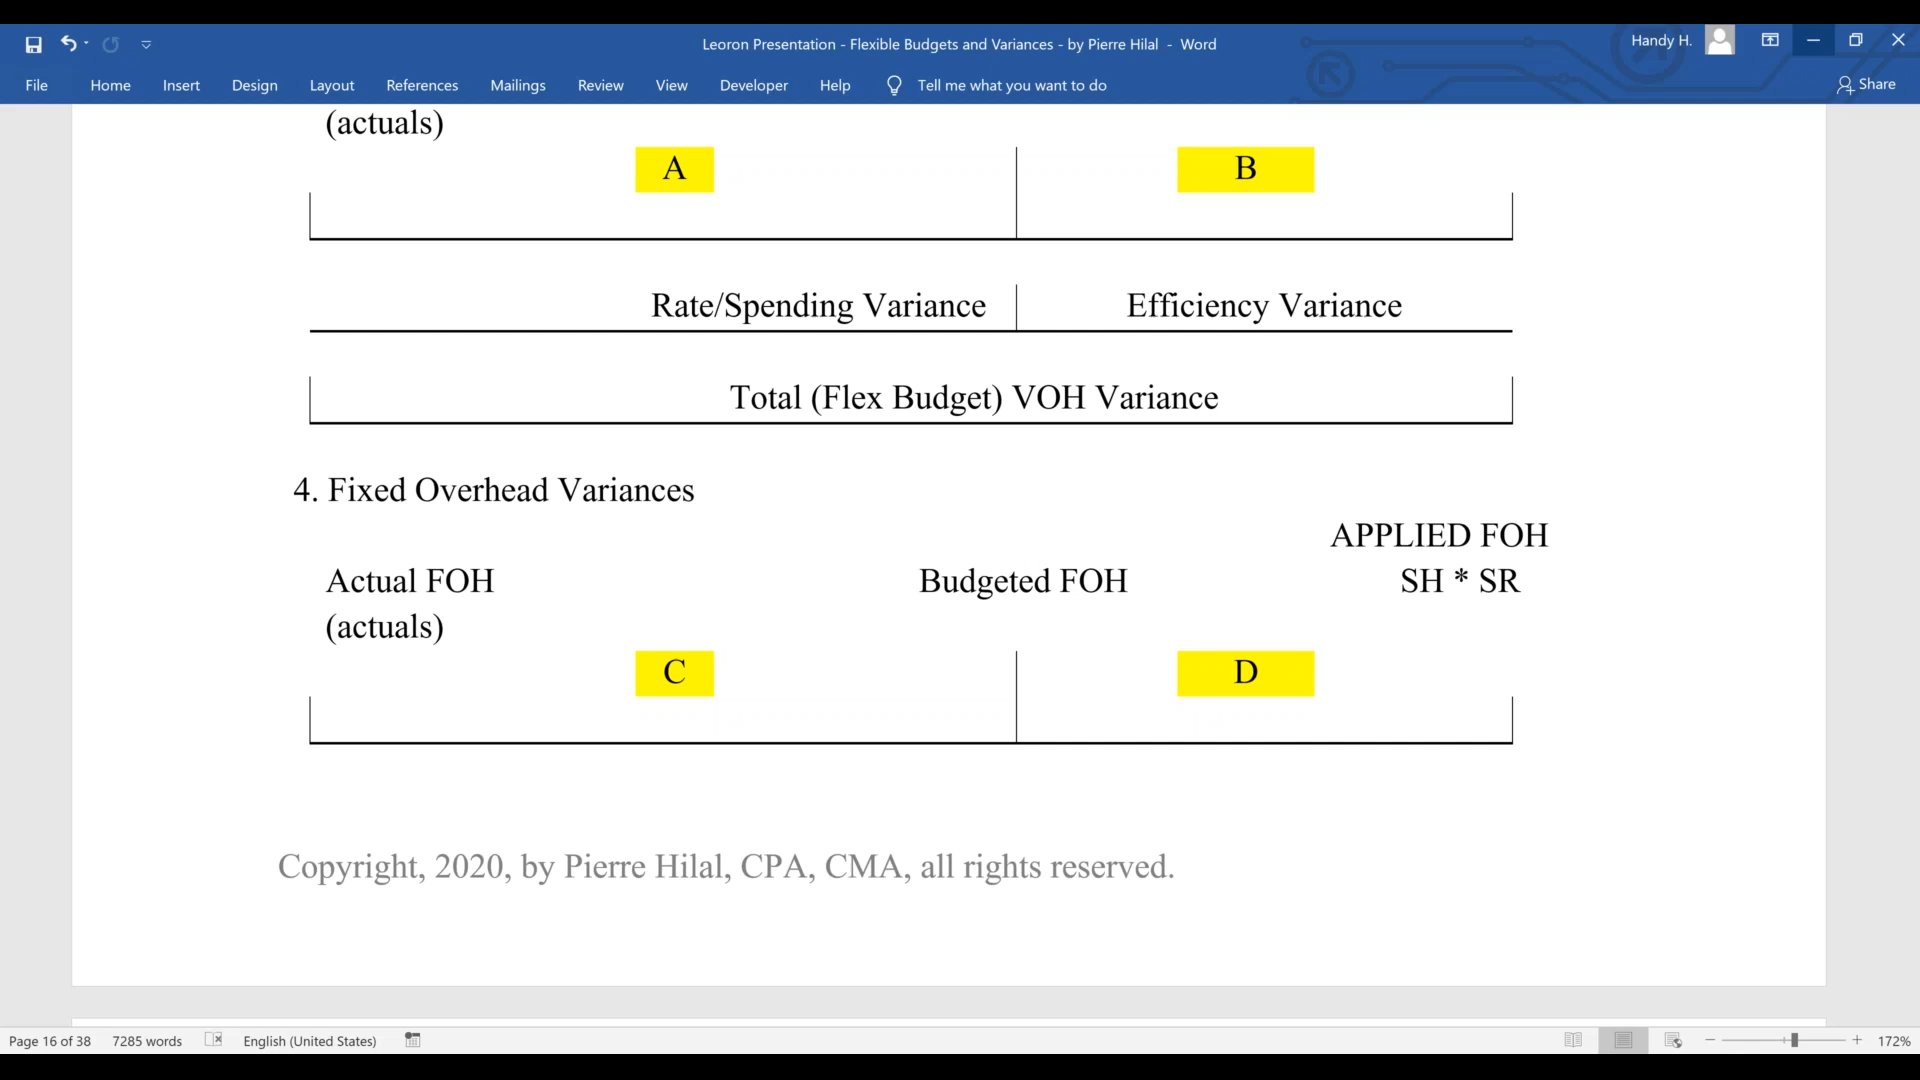 Leoron Presentation - Flexible Budgets and Variances - by Pierre Hilal - Word
Handy H.
File Home Insert Design Layout References Mailings Review View Developer Help Tell me what you want to do Share
(actuals)
A B
Rate/Spending Variance Efficiency Variance
Total (Flex Budget) VOH Variance
4. Fixed Overhead Variances
APPLIED FOH
Actual FOH Budgeted FOH SH * SR
(actuals)
C D
Copyright, 2020, by Pierre Hilal, CPA, CMA, all rights reserved.
Page 16 of 38 7285 words English (United States) 172%